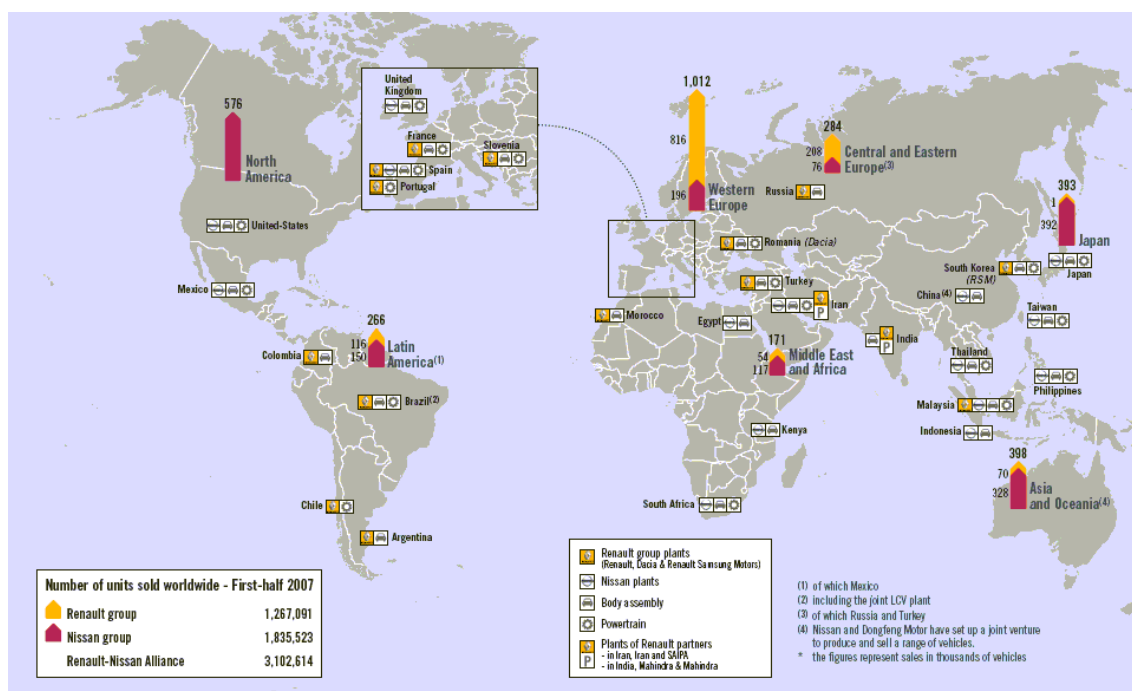 576
North
America
United-States
Mexico
United
Kingdom
France
Slovenia
Spain
Portugal
1,012
816
196
Western
Europe
284
208
76
Central and Eastern
Europe(3)
Russia
393
1
392
Japan
Japan
Romania (Dacia)
South Korea
(RSM)
Turkey
China(4)
Iran
P
Taiwan
Morocco
Egypt
India
P
Thailand
266
116
150
Latin
America(1)
Colombia
171
54
117
Middle East
and Africa
Philippines
Brazil(2)
Malaysia
Kenya
Indonesia
398
70
328
Asia
and Oceania(4)
Chile
South Africa
Argentina
Number of units sold worldwide - First-half 2007
Renault group 1,267,091
Nissan group 1,835,523
Renault-Nissan Alliance 3,102,614
Renault group plants
(Renault, Dacia & Renault Samsung Motors)
Nissan plants
Body assembly
Powertrain
Plants of Renault partners
- in Iran, Iran and SAIPA
P - in India, Mahindra & Mahindra
(1) of which Mexico
(2) including the joint LCV plant
(3) of which Russia and Turkey
(4) Nissan and Dongfeng Motor have set up a joint venture
to produce and sell a range of vehicles.
* the figures represent sales in thousands of vehicles